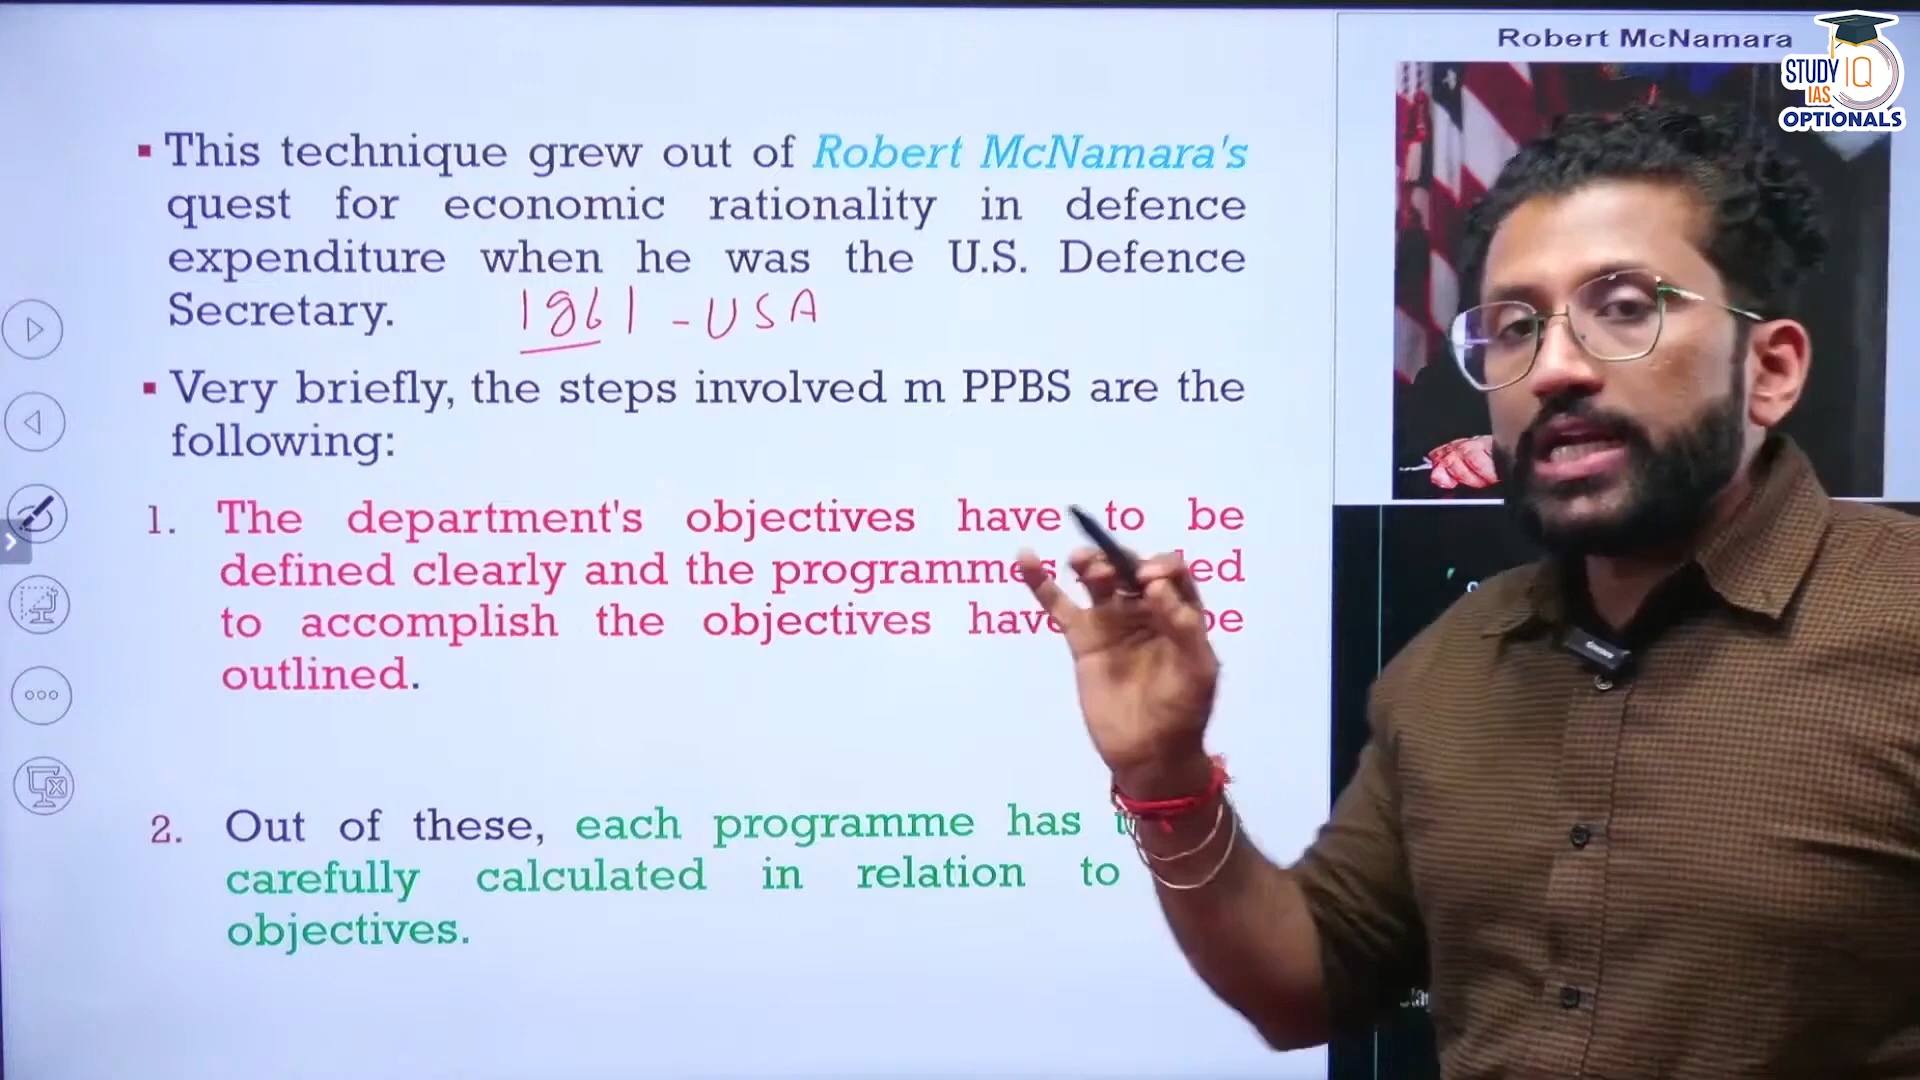 Robert McNamara
STUDY IQ
IAS
OPTIONALS
▪ This technique grew out of Robert McNamara's
quest for economic rationality in defence
expenditure when he was the U.S. Defence
Secretary. 1961 - USA
▪ Very briefly, the steps involved m PPBS are the
following:
1. The department's objectives have to be
defined clearly and the programmes
to accomplish the objectives have be
outlined.
2. Out of these, each programme has
carefully calculated in relation to
objectives.